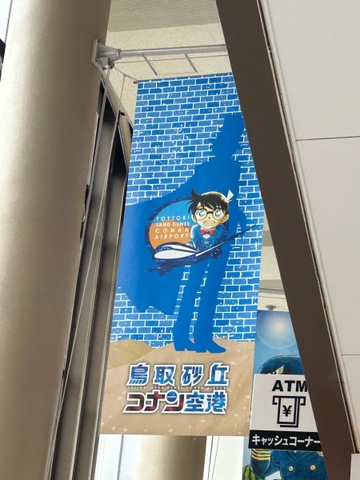 TOTTORI
SAND DUNES
CONAN
AIRPORT
鳥取砂丘
コナン空港
ATM
¥
キャッシュコーナー